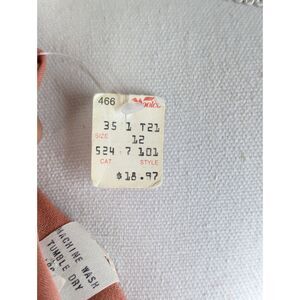 466
35 1 T21
SIZE 12
524 7 101
CAT. STYLE
$18.97
MACHINE WASH
TUMBLE DRY